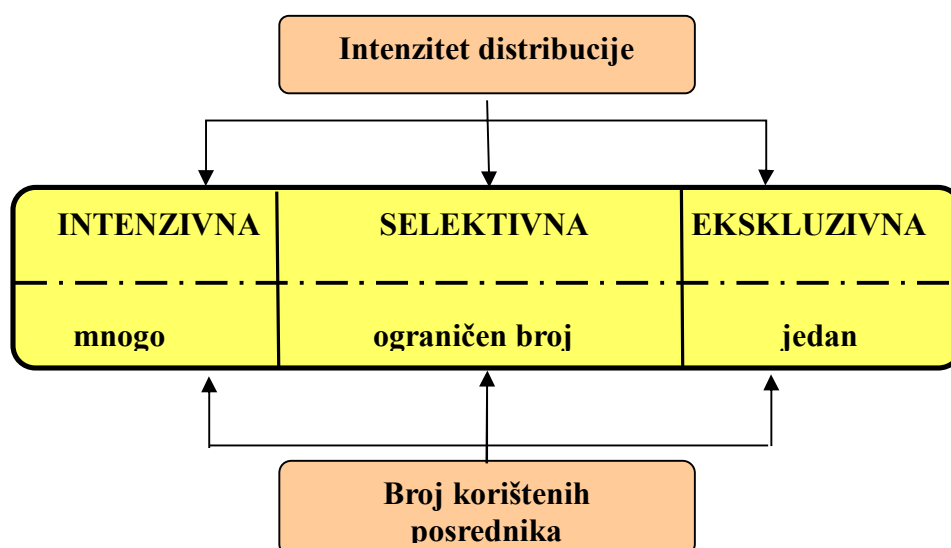 Intenzitet distribucije
INTENZIVNA SELEKTIVNA EKSKLUZIVNA
mnogo ograničen broj jedan
Broj korištenih
posrednika